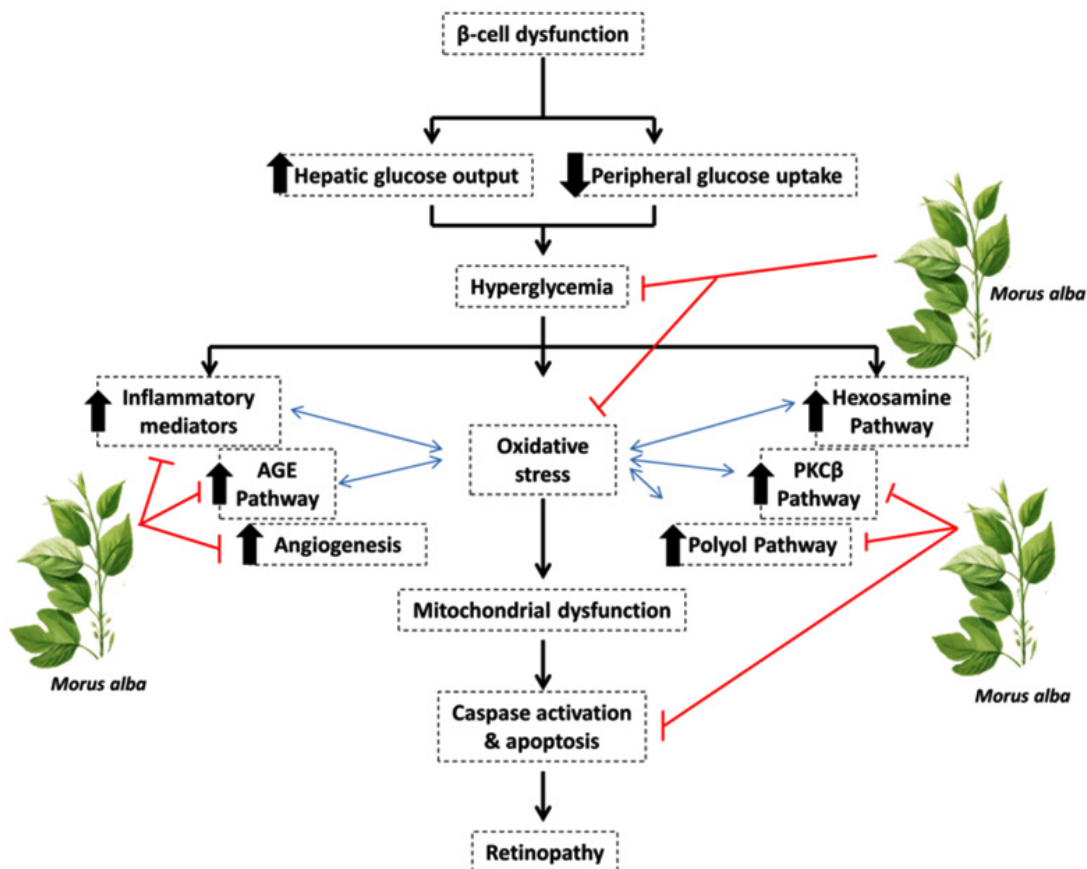 β-cell dysfunction
Hepatic glucose output
Peripheral glucose uptake
Hyperglycemia
Morus alba
Inflammatory
mediators
Hexosamine
Pathway
Oxidative
stress
AGE
Pathway
PKCβ
Pathway
Angiogenesis
Polyol Pathway
Mitochondrial dysfunction
Morus alba
Morus alba
Caspase activation
& apoptosis
Retinopathy